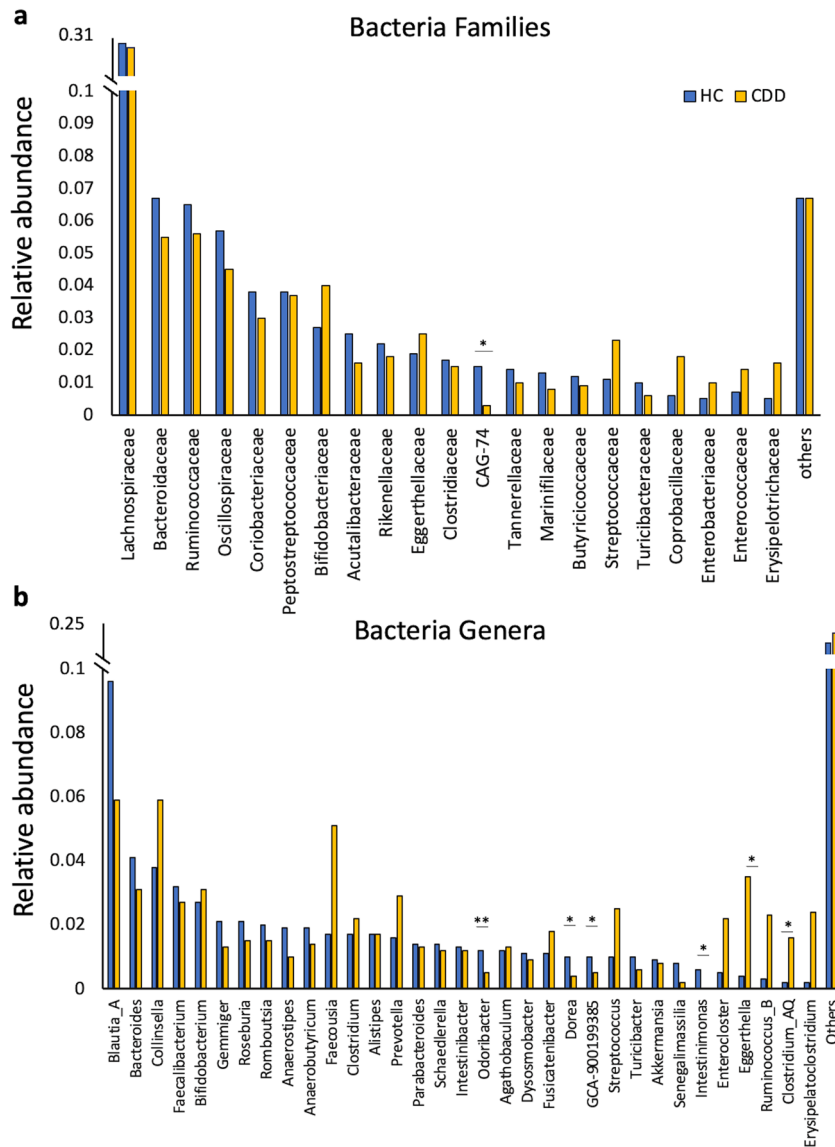 a
Bacteria Families
Relative abundance
0.31
0.1
0.09
0.08
0.07
0.06
0.05
0.04
0.03
0.02
0.01
0
HC CDD
*
Lachnospiraceae
Bacteroidaceae
Ruminococcaceae
Oscillospiraceae
Coriobacteriaceae
Peptostreptococcaceae
Bifidobacteriaceae
Acutalibacteraceae
Rikenellaceae
Eggerthellaceae
Clostridiaceae
CAG-74
Tannerellaceae
Marinifilaceae
Butyricicoccaceae
Streptococcaceae
Turicibacteraceae
Coprobacillaceae
Enterobacteriaceae
Enterococcaceae
Erysipelotrichaceae
others
b
Bacteria Genera
Relative abundance
0.25
0.1
0.08
0.06
0.04
0.02
0
**
*
*
*
*
*
Blautia_A
Bacteroides
Collinsella
Faecalibacterium
Bifidobacterium
Gemmiger
Roseburia
Romboutsia
Anaerostipes
Anaerobutyricum
Faecousia
Clostridium
Alistipes
Prevotella
Parabacteroides
Schaedlerella
Intestinibacter
Odoribacter
Agathobaculum
Dysosmobacter
Fusicatenibacter
Dorea
GCA-900199385
Streptococcus
Turicibacter
Akkermansia
Senegalimassilia
Intestinimonas
Enterocloster
Eggerthella
Ruminococcus_B
Clostridium_AQ
Erysipelatoclostridium
Others